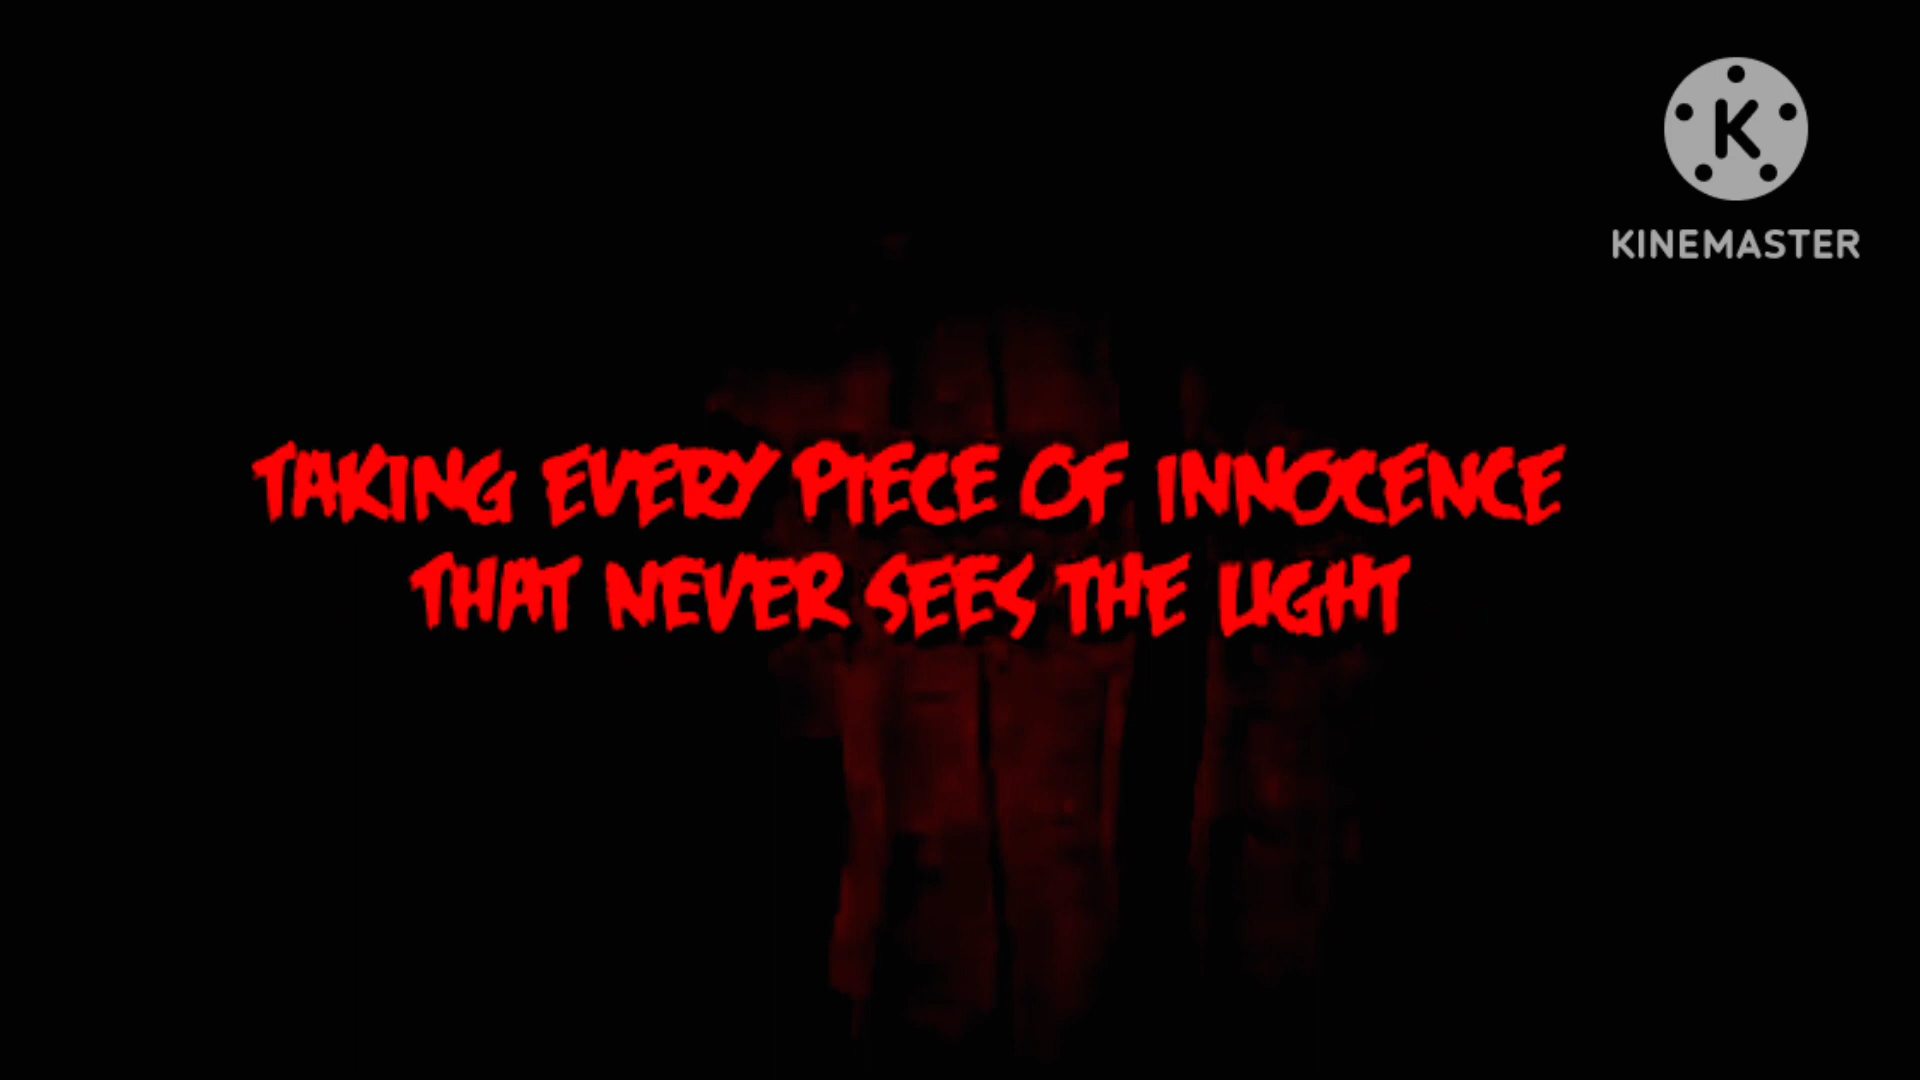 K
KINEMASTER
TAKING EVERY PIECE OF INNOCENCE
THAT NEVER SEES THE LIGHT